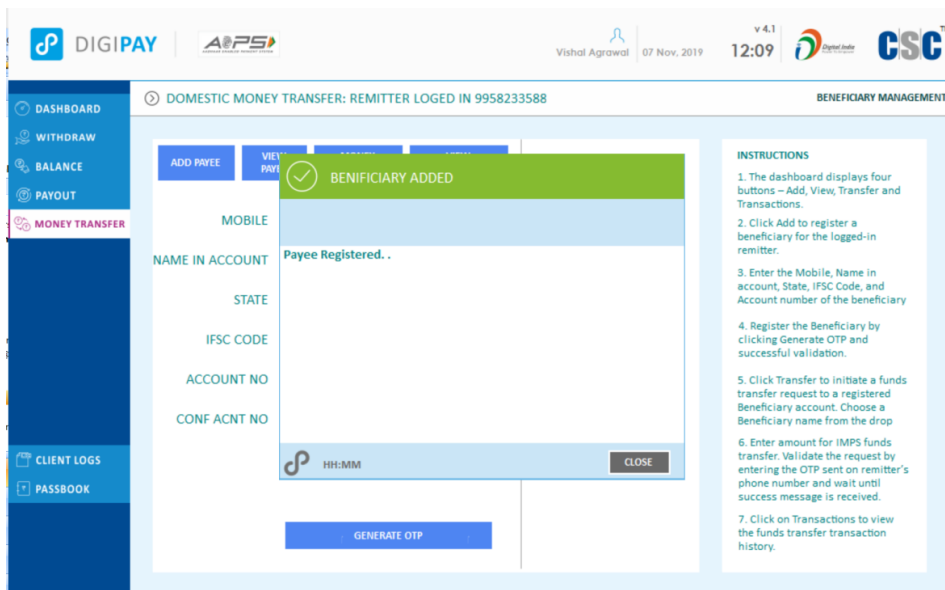 DIGIPAY
AEPS
Vishal Agrawal
07 Nov, 2019
v 4.1
12:09
Digital India
CSC
DASHBOARD
WITHDRAW
BALANCE
PAYOUT
MONEY TRANSFER
CLIENT LOGS
PASSBOOK
DOMESTIC MONEY TRANSFER: REMITTER LOGED IN 9958233588
BENEFICIARY MANAGEMENT
ADD PAYEE
MOBILE
NAME IN ACCOUNT
STATE
IFSC CODE
ACCOUNT NO
CONF ACNT NO
BENIFICIARY ADDED
Payee Registered. .
HH:MM
CLOSE
GENERATE OTP
INSTRUCTIONS
1. The dashboard displays four
buttons – Add, View, Transfer and
Transactions.
2. Click Add to register a
beneficiary for the logged-in
remitter.
3. Enter the Mobile, Name in
account, State, IFSC Code, and
Account number of the beneficiary
4. Register the Beneficiary by
clicking Generate OTP and
successful validation.
5. Click Transfer to initiate a funds
transfer request to a registered
Beneficiary account. Choose a
Beneficiary name from the drop
6. Enter amount for IMPS funds
transfer. Validate the request by
entering the OTP sent on remitter's
phone number and wait until
success message is received.
7. Click on Transactions to view
the funds transfer transaction
history.